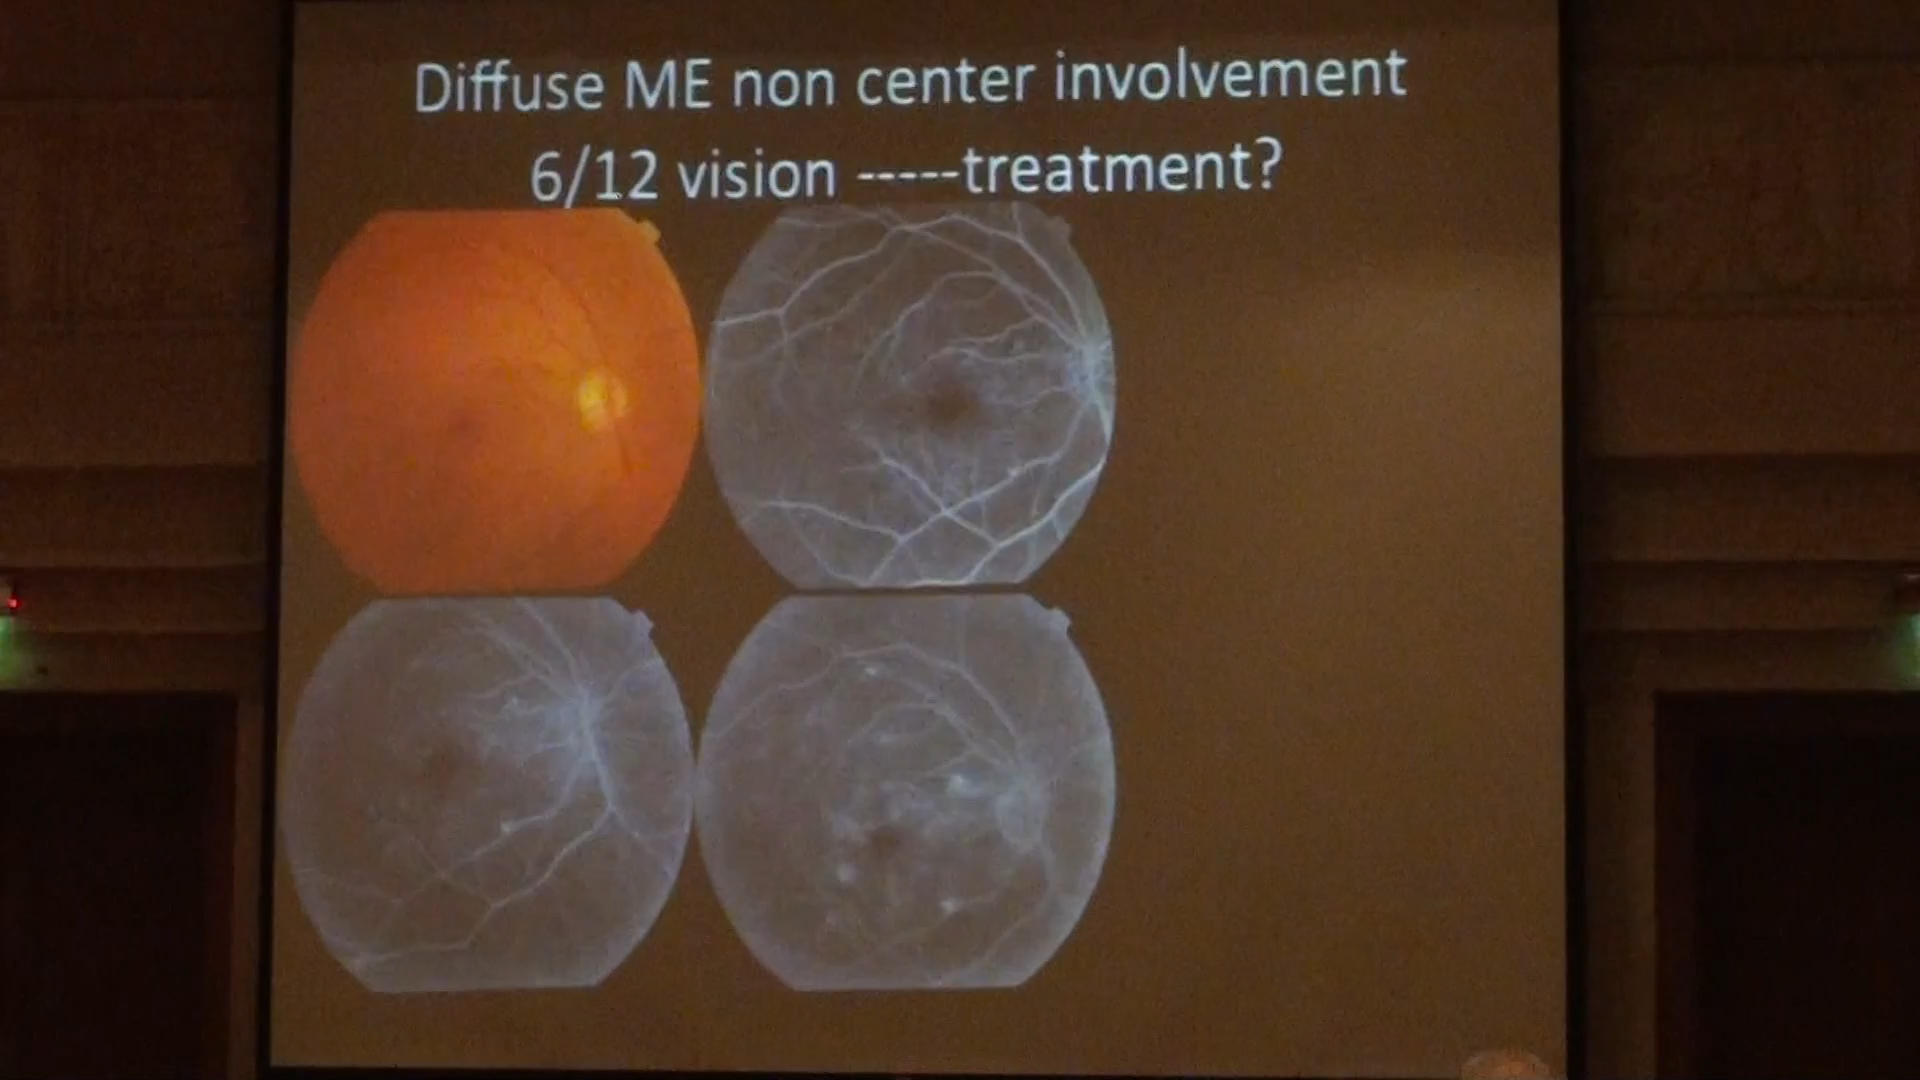 Diffuse ME non center involvement
6/12 vision -----treatment?